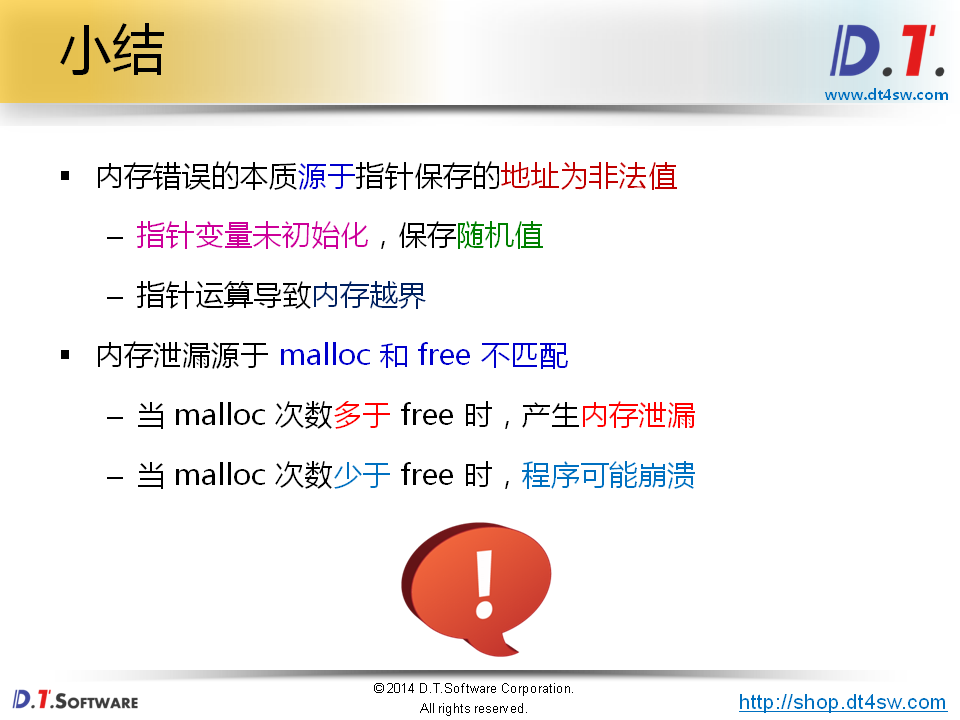 小结
D.T.
www.dt4sw.com
▪ 内存错误的本质源于指针保存的地址为非法值
– 指针变量未初始化，保存随机值
– 指针运算导致内存越界
▪ 内存泄漏源于 malloc 和 free 不匹配
– 当 malloc 次数多于 free 时，产生内存泄漏
– 当 malloc 次数少于 free 时，程序可能崩溃
!
D.T.SOFTWARE
©2014 D.T.Software Corporation.
All rights reserved.
http://shop.dt4sw.com